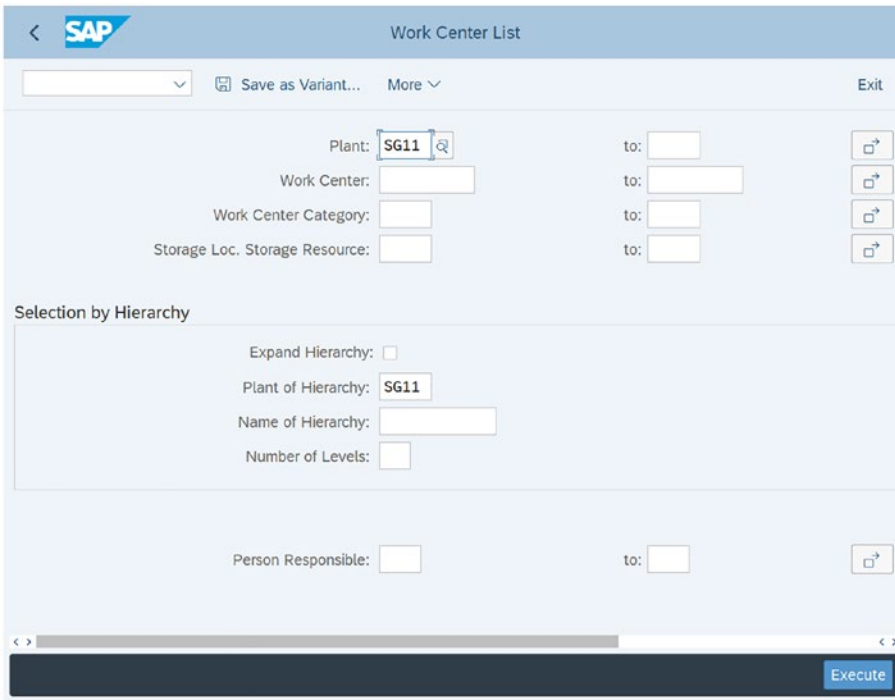 SAP
Work Center List
Save as Variant... More Exit
Plant: SG11 to:
Work Center: to:
Work Center Category: to:
Storage Loc. Storage Resource: to:
Selection by Hierarchy
Expand Hierarchy:
Plant of Hierarchy: SG11
Name of Hierarchy:
Number of Levels:
Person Responsible: to:
Execute